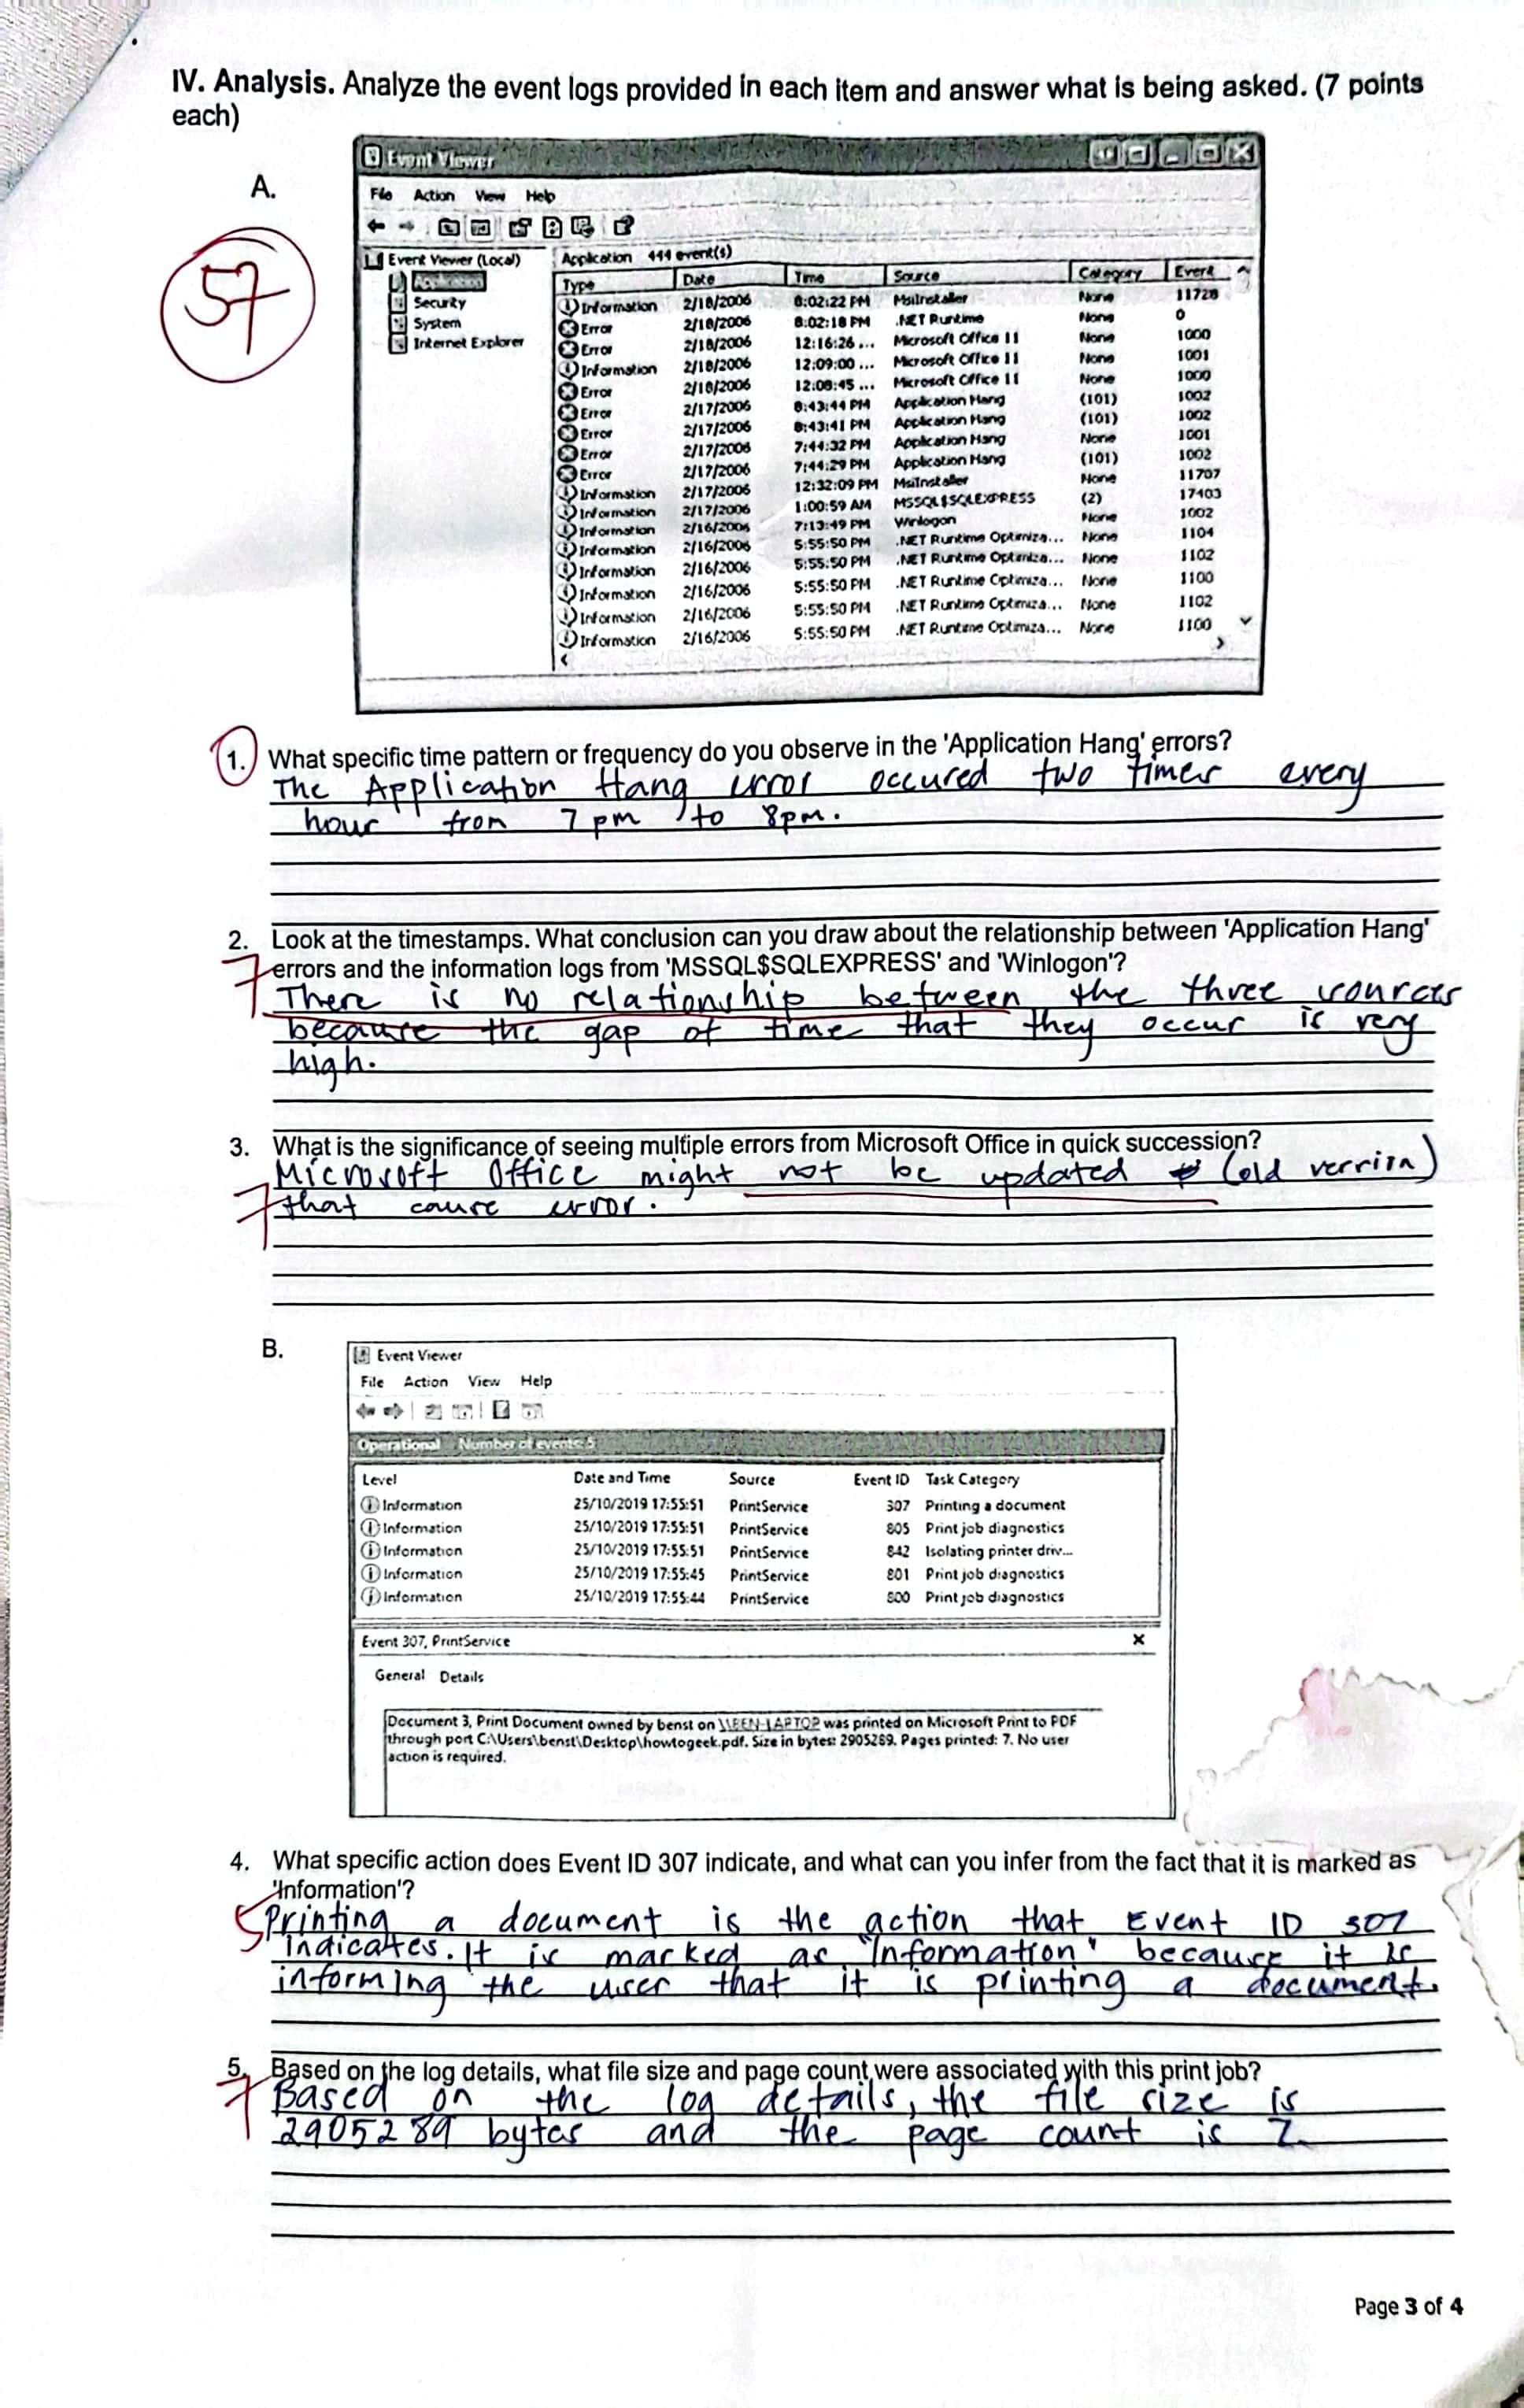 IV. Analysis. Analyze the event logs provided in each item and answer what is being asked. (7 points
each)
A.
57
Event Viewer
File Action View Help
Event Viewer (Local)
Security
System
Internet Explorer
Application 444 event(s)
Type Date Time Source Category Event
Information 2/18/2006 8:02:22 PM MsiInstaller None 11728
Error 2/18/2006 8:02:18 PM .NET Runtime None 0
Error 2/18/2006 12:16:26 ... Microsoft Office 11 None 1000
Information 2/18/2006 12:09:00 ... Microsoft Office 11 None 1001
Error 2/18/2006 12:08:45 ... Microsoft Office 11 None 1000
Error 2/17/2006 8:43:44 PM Application Hang (101) 1002
Error 2/17/2006 8:43:41 PM Application Hang (101) 1002
Error 2/17/2006 7:44:32 PM Application Hang None 1001
Error 2/17/2006 7:44:29 PM Application Hang (101) 1002
Information 2/17/2006 12:32:09 PM MsiInstaller None 11707
Information 2/17/2006 1:00:59 AM MSSQL$SQLEXPRESS (2) 17403
Information 2/16/2006 7:13:49 PM Winlogon None 1002
Information 2/16/2006 5:55:50 PM .NET Runtime Optimiza... None 1104
Information 2/16/2006 5:55:50 PM .NET Runtime Optimiza... None 1102
Information 2/16/2006 5:55:50 PM .NET Runtime Optimiza... None 1100
Information 2/16/2006 5:55:50 PM .NET Runtime Optimiza... None 1102
Information 2/16/2006 5:55:50 PM .NET Runtime Optimiza... None 1100
1. What specific time pattern or frequency do you observe in the 'Application Hang' errors?
The Application Hang error occured two times every
hour from 7 pm to 8pm.
2. Look at the timestamps. What conclusion can you draw about the relationship between 'Application Hang'
7 errors and the information logs from 'MSSQL$SQLEXPRESS' and 'Winlogon'?
There is no relationship between the three sources
because the gap of time that they occur is very
high.
3. What is the significance of seeing multiple errors from Microsoft Office in quick succession?
Microsoft Office might not be updated (old version)
7 that cause error.
B.
Event Viewer
File Action View Help
Operational Number of events: 5
Level Date and Time Source Event ID Task Category
Information 25/10/2019 17:55:51 PrintService 307 Printing a document
Information 25/10/2019 17:55:51 PrintService 805 Print job diagnostics
Information 25/10/2019 17:55:51 PrintService 842 Isolating printer driv...
Information 25/10/2019 17:55:45 PrintService 801 Print job diagnostics
Information 25/10/2019 17:55:44 PrintService 800 Print job diagnostics
Event 307, PrintService
General Details
Document 3, Print Document owned by benst on was printed on Microsoft Print to PDF
through port C:\Users\benst\Desktop\howtogeek.pdf. Size in bytes: 2905289. Pages printed: 7. No user
action is required.
4. What specific action does Event ID 307 indicate, and what can you infer from the fact that it is marked as
'Information'?
5 Printing a document is the action that Event ID 307
indicates. It is marked as "Information" because it is
informing the user that it is printing a document.
5. Based on the log details, what file size and page count were associated with this print job?
7 Based on the log details, the file size is
2905289 bytes and the page count is 7.
Page 3 of 4